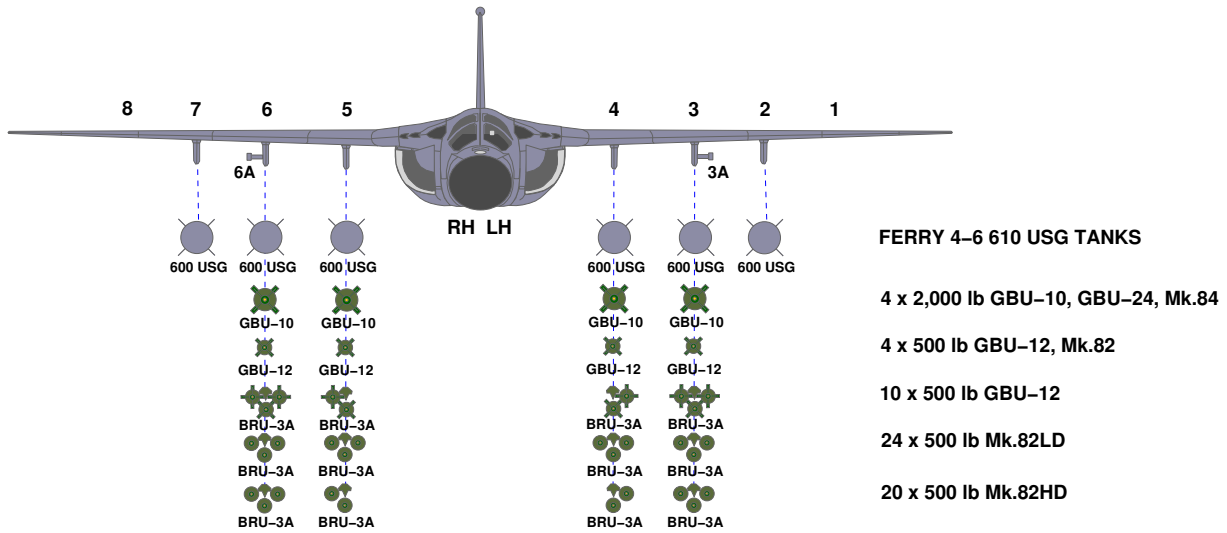 8 7 6 5 4 3 2 1
6A 3A
RH LH
FERRY 4–6 610 USG TANKS
600 USG 600 USG 600 USG 600 USG 600 USG 600 USG
4 x 2,000 lb GBU–10, GBU–24, Mk.84
GBU–10 GBU–10 GBU–10 GBU–10
4 x 500 lb GBU–12, Mk.82
GBU–12 GBU–12 GBU–12 GBU–12
10 x 500 lb GBU–12
BRU–3A BRU–3A BRU–3A BRU–3A
24 x 500 lb Mk.82LD
BRU–3A BRU–3A BRU–3A BRU–3A
20 x 500 lb Mk.82HD
BRU–3A BRU–3A BRU–3A BRU–3A